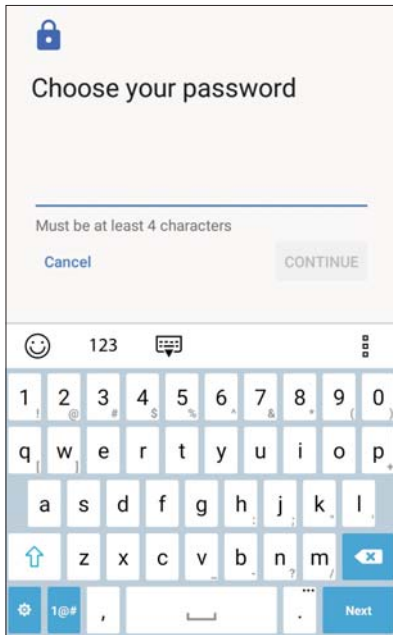 Choose your password
Must be at least 4 characters
Cancel CONTINUE
123
1 ! 2 @ 3 # 4 $ 5 % 6 ^ 7 & 8 * 9 ( 0 )
q [ w ] e r t y u i o p +
a s d f g h : j ; k " l '
z x c v _ b - n ? m /
1@# , . ... Next